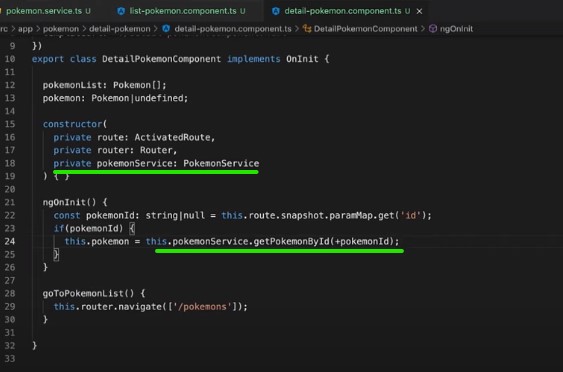 pokemon.service.ts U list-pokemon.component.ts U detail-pokemon.component.ts U ×
rc > app > pokemon > detail-pokemon > detail-pokemon.component.ts > DetailPokemonComponent > ngOnInit
9 })
10 export class DetailPokemonComponent implements OnInit {
11
12 pokemonList: Pokemon[];
13 pokemon: Pokemon|undefined;
14
15 constructor(
16 private route: ActivatedRoute,
17 private router: Router,
18 private pokemonService: PokemonService
19 ) { }
20
21 ngOnInit() {
22 const pokemonId: string|null = this.route.snapshot.paramMap.get('id');
23 if(pokemonId) {
24 this.pokemon = this.pokemonService.getPokemonById(+pokemonId);
25 }
26 }
27
28 goToPokemonList() {
29 this.router.navigate(['/pokemons']);
30 }
31
32 }
33